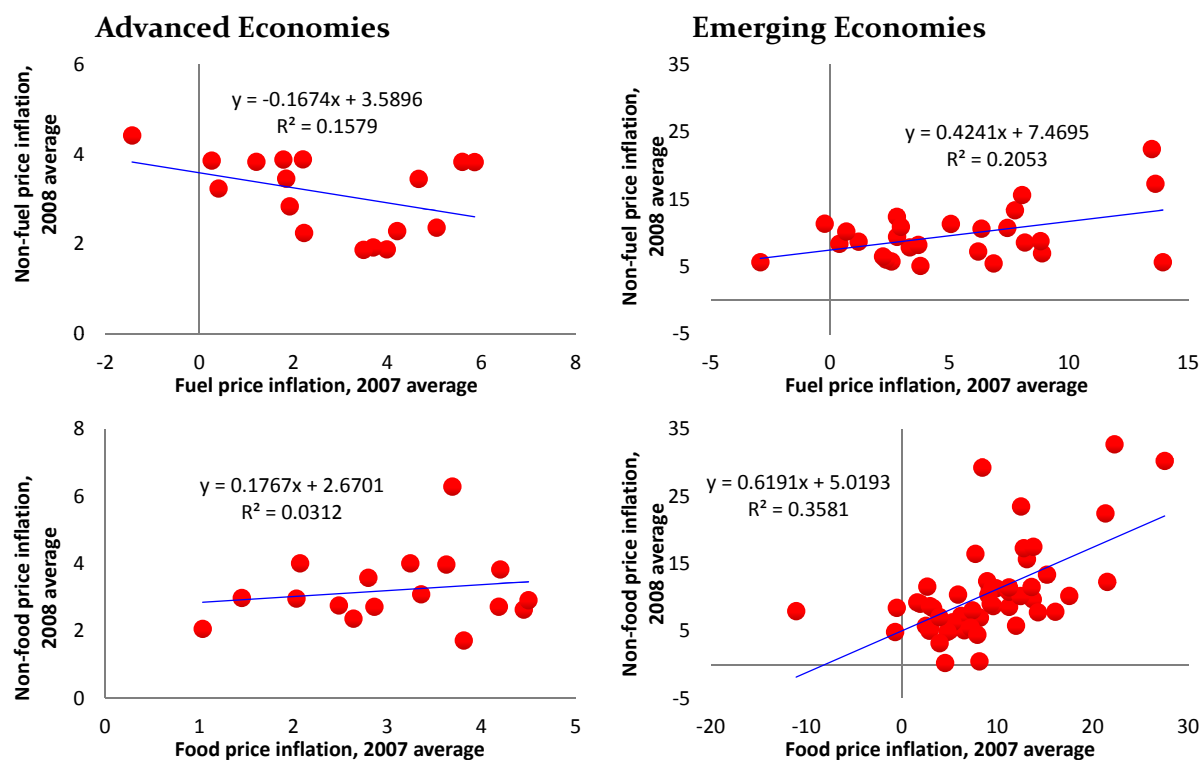 Advanced Economies
Non-fuel price inflation,
2008 average
6
4
2
0
y = -0.1674x + 3.5896
R² = 0.1579
-2
0
2
4
6
8
Fuel price inflation, 2007 average
Emerging Economies
Non-fuel price inflation,
2008 average
35
25
15
5
-5
y = 0.4241x + 7.4695
R² = 0.2053
-5
0
5
10
15
Fuel price inflation, 2007 average
Non-food price inflation,
2008 average
8
6
4
2
0
y = 0.1767x + 2.6701
R² = 0.0312
0
1
2
3
4
5
Food price inflation, 2007 average
Non-food price inflation,
2008 average
35
25
15
5
-5
y = 0.6191x + 5.0193
R² = 0.3581
-20
-10
0
10
20
30
Food price inflation, 2007 average